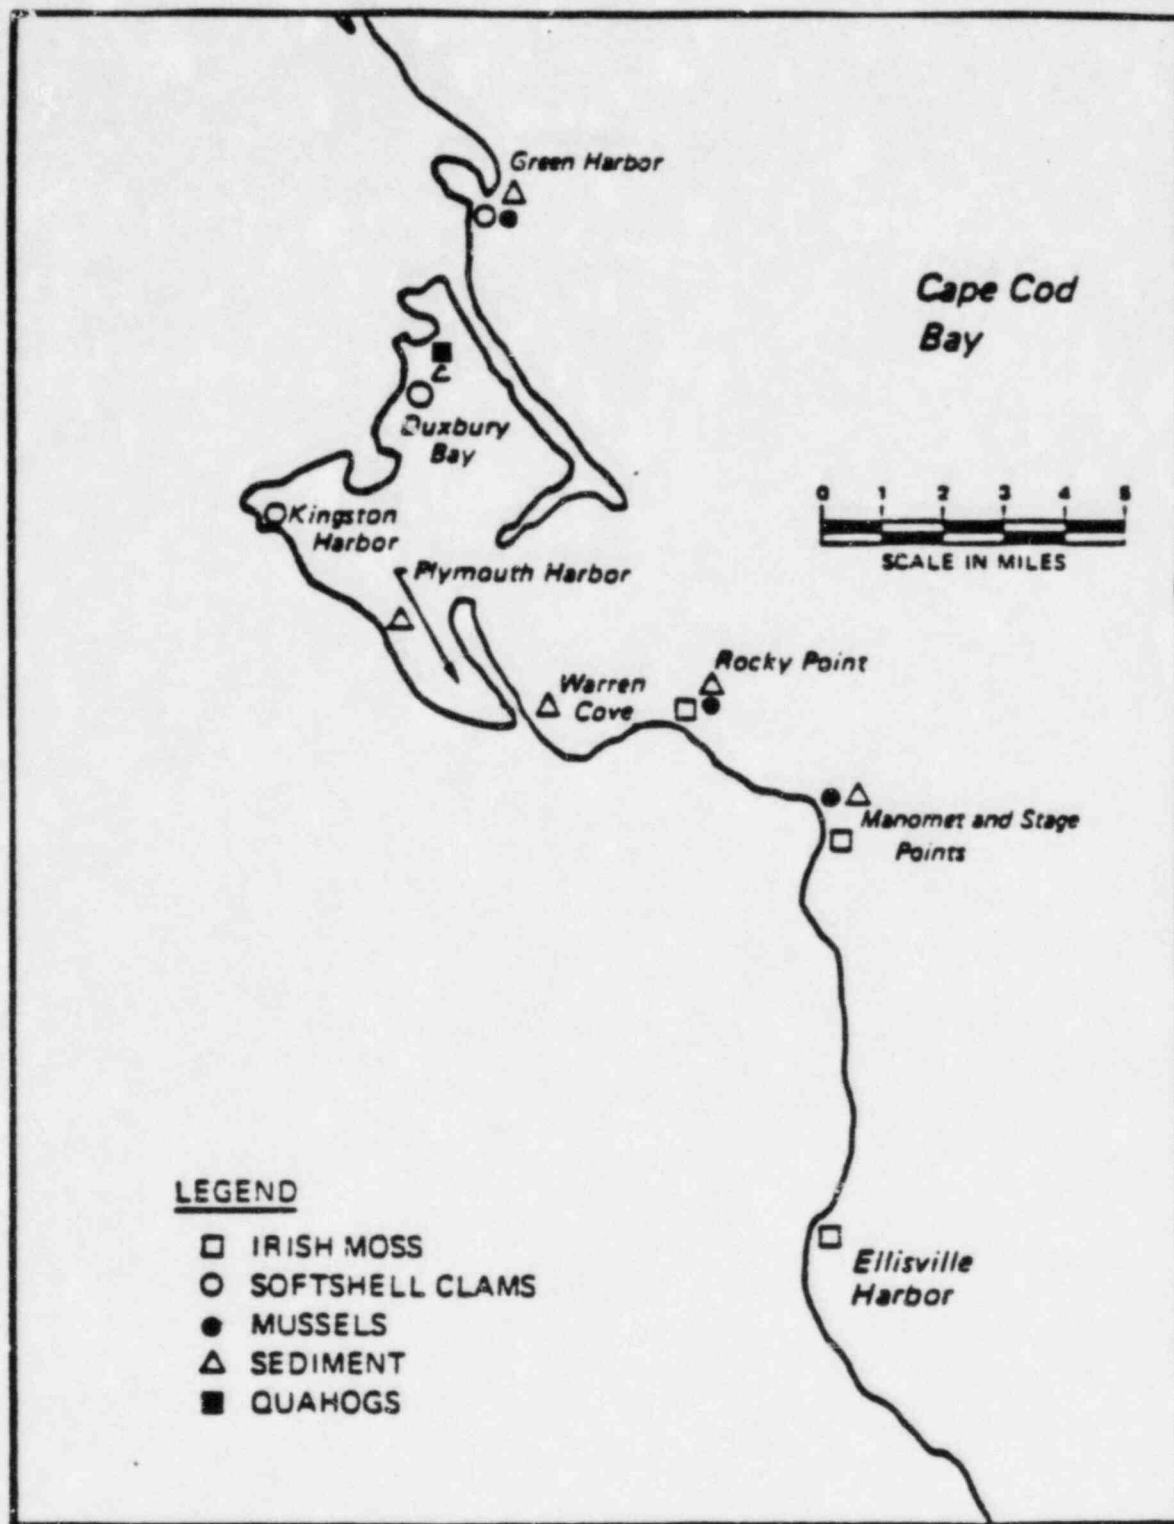 Green Harbor
Cape Cod
Bay
Duxbury
Bay
0 1 2 3 4 5
SCALE IN MILES
Kingston
Harbor
Plymouth Harbor
Rocky Point
Warren
Cove
Manomet and Stage
Points
Ellisville
Harbor
LEGEND
IRISH MOSS
SOFTSHELL CLAMS
MUSSELS
SEDIMENT
QUAHOGS